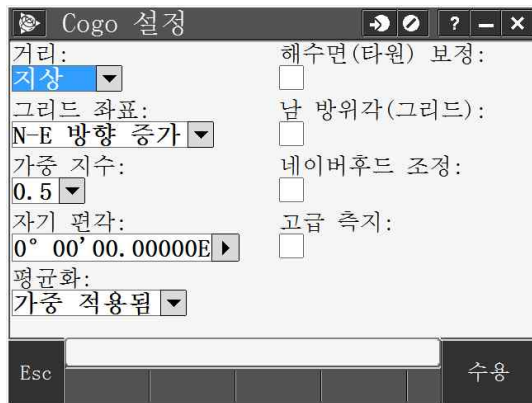 Cogo 설정
? – ×
거리: 해수면(타원) 보정:
지상
그리드 좌표: 남 방위각(그리드):
N-E 방향 증가
가중 지수: 네이버후드 조정:
0.5
자기 편각: 고급 측지:
0° 00'00.00000E
평균화:
가중 적용됨
Esc 수용